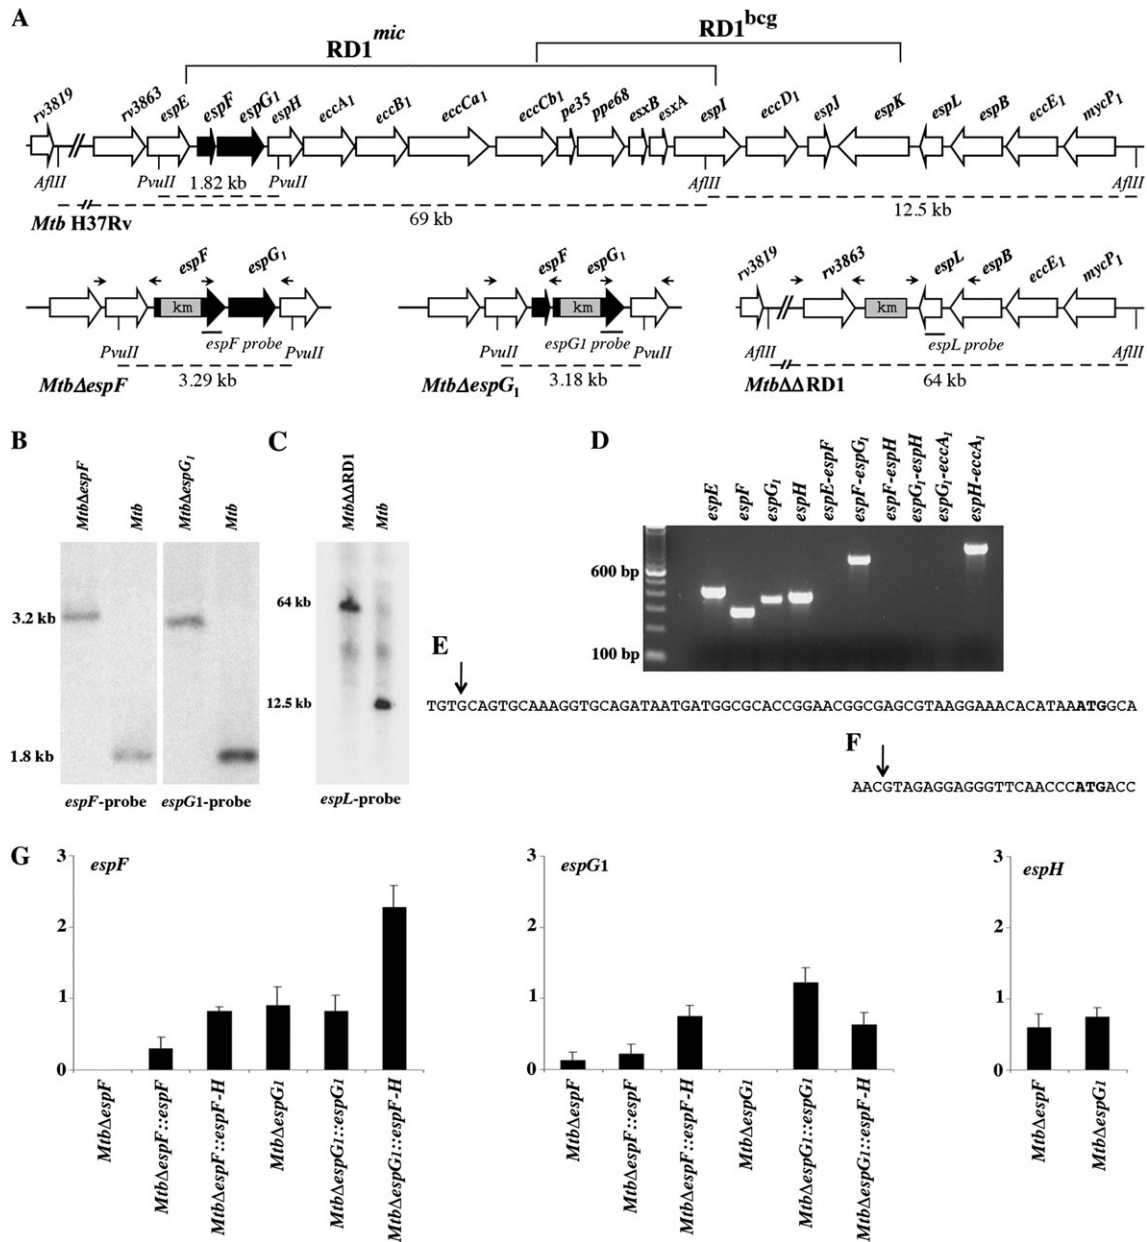 A
RD1mic
RD1bcg
rv3819 rv3863 espE espF espG1 espH eccA1 eccB1 eccCa1 eccCb1 pe35 ppe68 esxB esxA espI eccD1 espJ espK espL espB eccE1 mycP1
AflII PvuII 1.82 kb PvuII AflII AflII
Mtb H37Rv 69 kb 12.5 kb
espF espG1 espF espG1 rv3819 rv3863 espL espB eccE1 mycP1
km km km
PvuII espF probe PvuII PvuII espG1 probe PvuII AflII espL probe AflII
MtbΔespF 3.29 kb MtbΔespG1 3.18 kb MtbΔΔRD1 64 kb
B
MtbΔespF Mtb MtbΔespG1 Mtb
3.2 kb
1.8 kb
espF-probe espG1-probe
C
MtbΔΔRD1 Mtb
64 kb
12.5 kb
espL-probe
D
espE espF espG1 espH espE-espF espF-espG1 espF-espH espG1-espH espG1-eccA1 espH-eccA1
600 bp
100 bp
E
TGTGCAGTGCAAAGGTGCAGATAATGATGGCGCACCGGAACGGCGAGCGTAAGGAAACACATAAATGGCA
F
AACGTAGAGGAGGGTTCAACCCATGACC
G
espF
3
2
1
0
MtbΔespF MtbΔespF::espF MtbΔespF::espF-H MtbΔespG1 MtbΔespG1::espG1 MtbΔespG1::espF-H
espG1
3
2
1
0
MtbΔespF MtbΔespF::espF MtbΔespF::espF-H MtbΔespG1 MtbΔespG1::espG1 MtbΔespG1::espF-H
espH
3
2
1
0
MtbΔespF MtbΔespG1